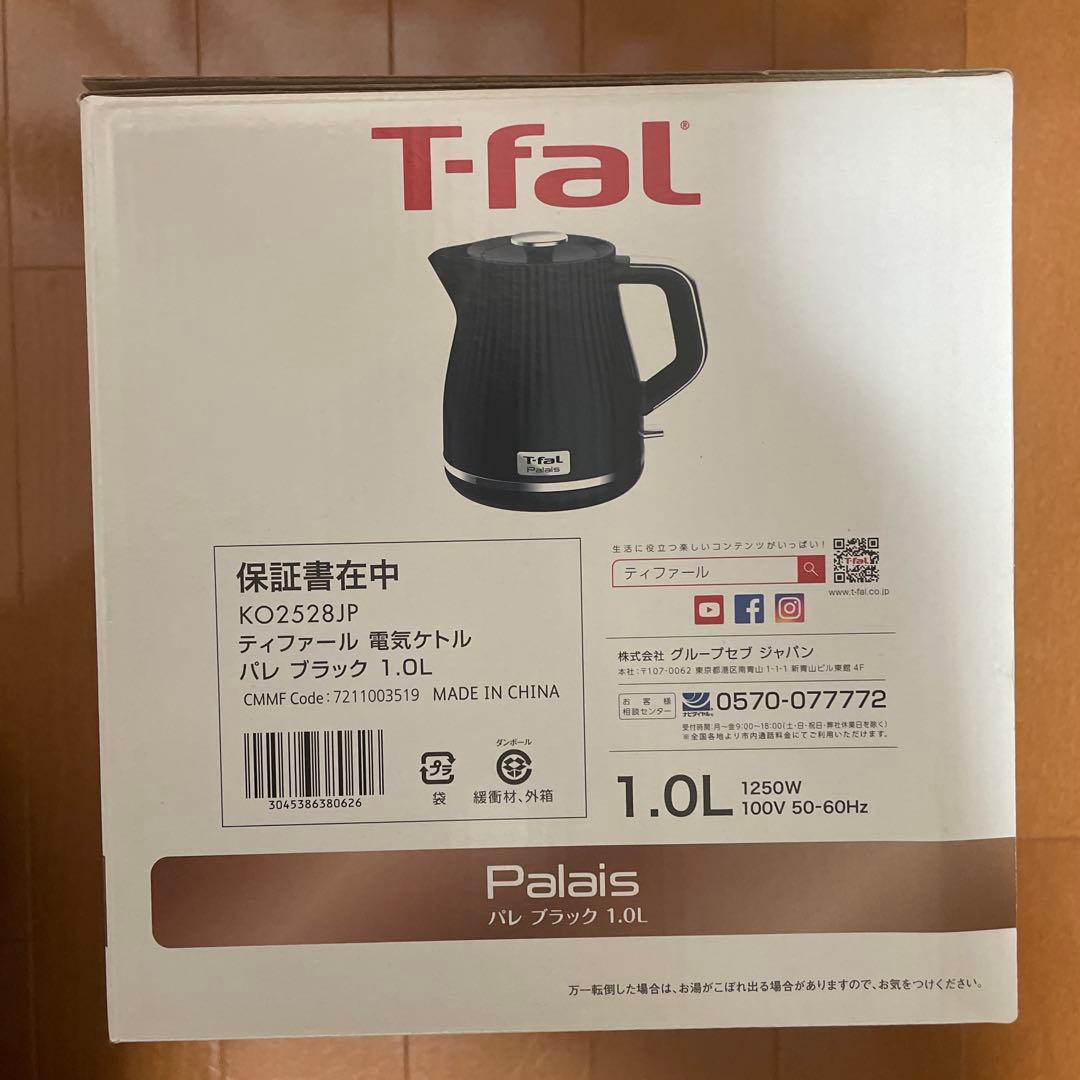 T-fal®
T-fal
Palais
保証書在中
KO2528JP
ティファール 電気ケトル
パレ ブラック 1.0L
CMMF Code：7211003519 MADE IN CHINA
3045386380626
プラ
袋
ダンボール
緩衝材、外箱
生活に役立つ楽しいコンテンツがいっぱい！
ティファール
T-fal
www.t-fal.co.jp
株式会社 グループセブ ジャパン
本社：〒107-0062 東京都港区南青山 1-1-1 新青山ビル東館 4F
お客様
相談センター
ナビダイヤル®
0570-077772
受付時間：月〜金9:00〜18:00（土・日・祝日・弊社休業日を除く）
※全国各地より市内通話料金にてご利用いただけます。
1.0L
1250W
100V 50-60Hz
Palais
パレ ブラック 1.0L
万一転倒した場合は、お湯がこぼれ出る場合がありますので、お気をつけください。